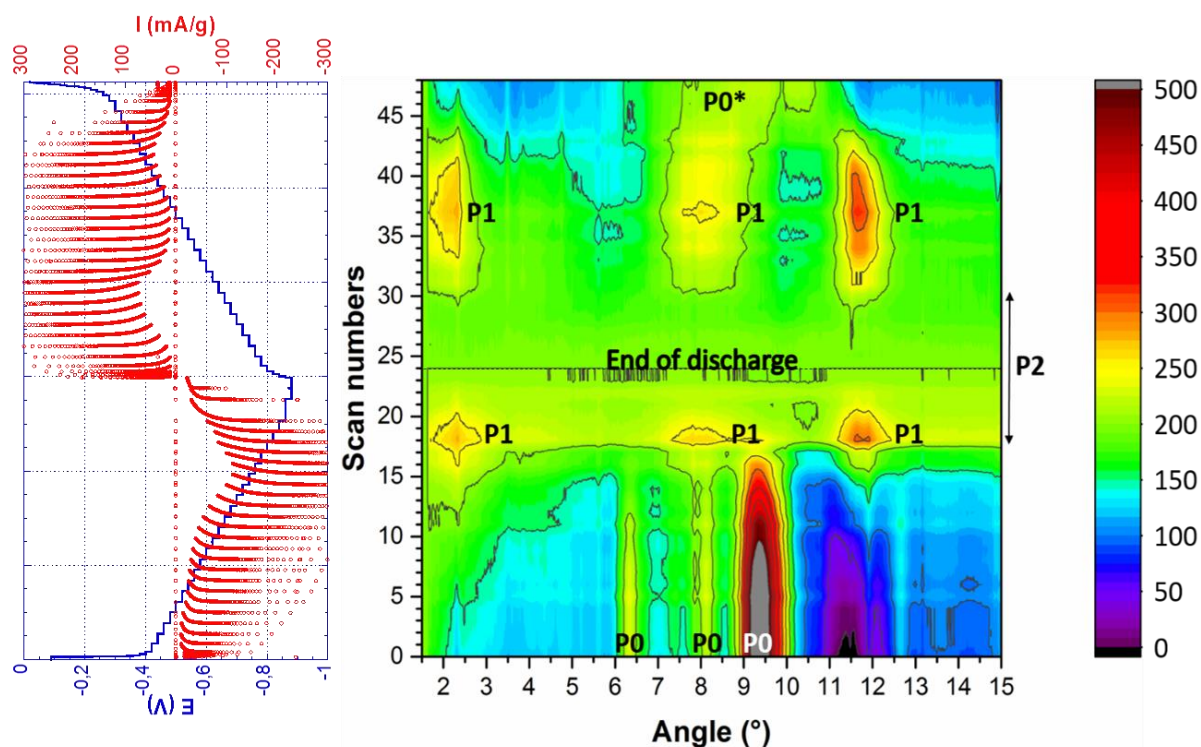 I (mA/g)
300 200 100 0 -100 -200 -300
0 -0,2 -0,4 -0,6 -0,8 -1
E (V)
Scan numbers
45
40
35
30
25
20
15
10
5
0
P0*
P1 P1 P1
End of discharge
P2
P1 P1 P1
P0 P0 P0
2 3 4 5 6 7 8 9 10 11 12 13 14 15
Angle (°)
500
450
400
350
300
250
200
150
100
50
0